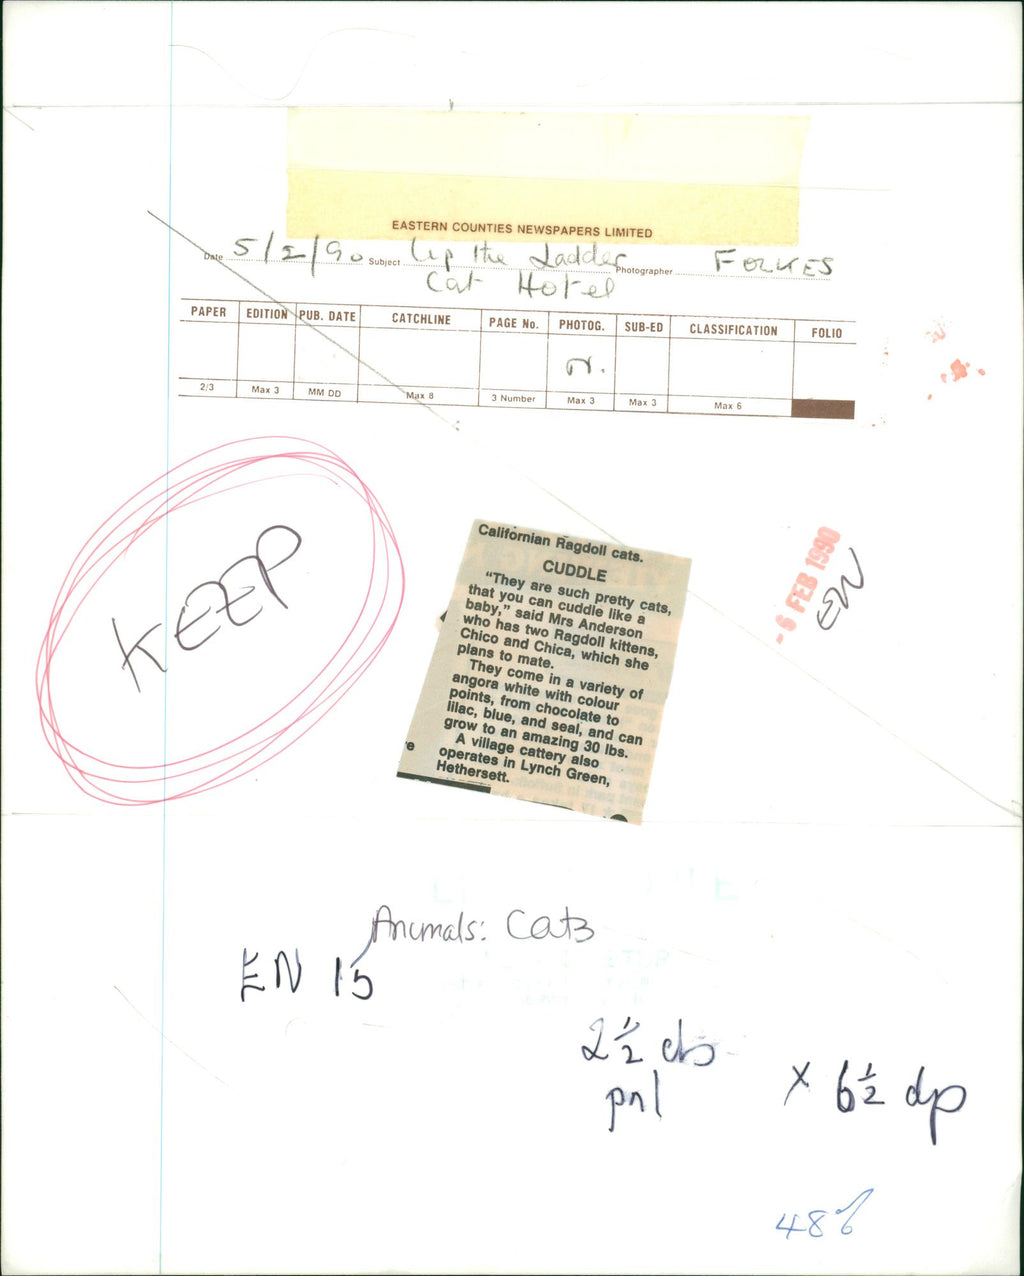 EASTERN COUNTIES NEWSPAPERS LIMITED
Date 5/2/90 Subject Up the Ladder Photographer FOLKES
Cat Hotel
PAPER EDITION PUB. DATE CATCHLINE PAGE No. PHOTOG. SUB-ED CLASSIFICATION FOLIO
2/3 Max 3 MM DD Max 8 3 Number Max 3 Max 3 Max 6
KEEP
Californian Ragdoll cats.
CUDDLE
"They are such pretty cats,
that you can cuddle like a
baby," said Mrs Anderson
who has two Ragdoll kittens,
Chico and Chica, which she
plans to mate.
They come in a variety of
angora white with colour
points, from chocolate to
lilac, blue, and seal, and can
grow to an amazing 30 lbs.
A village cattery also
operates in Lynch Green,
Hethersett.
-6 FEB 1990
EN
Animals: Cats
EN 15
2½ cls
pnl
x 6½ dp
48%